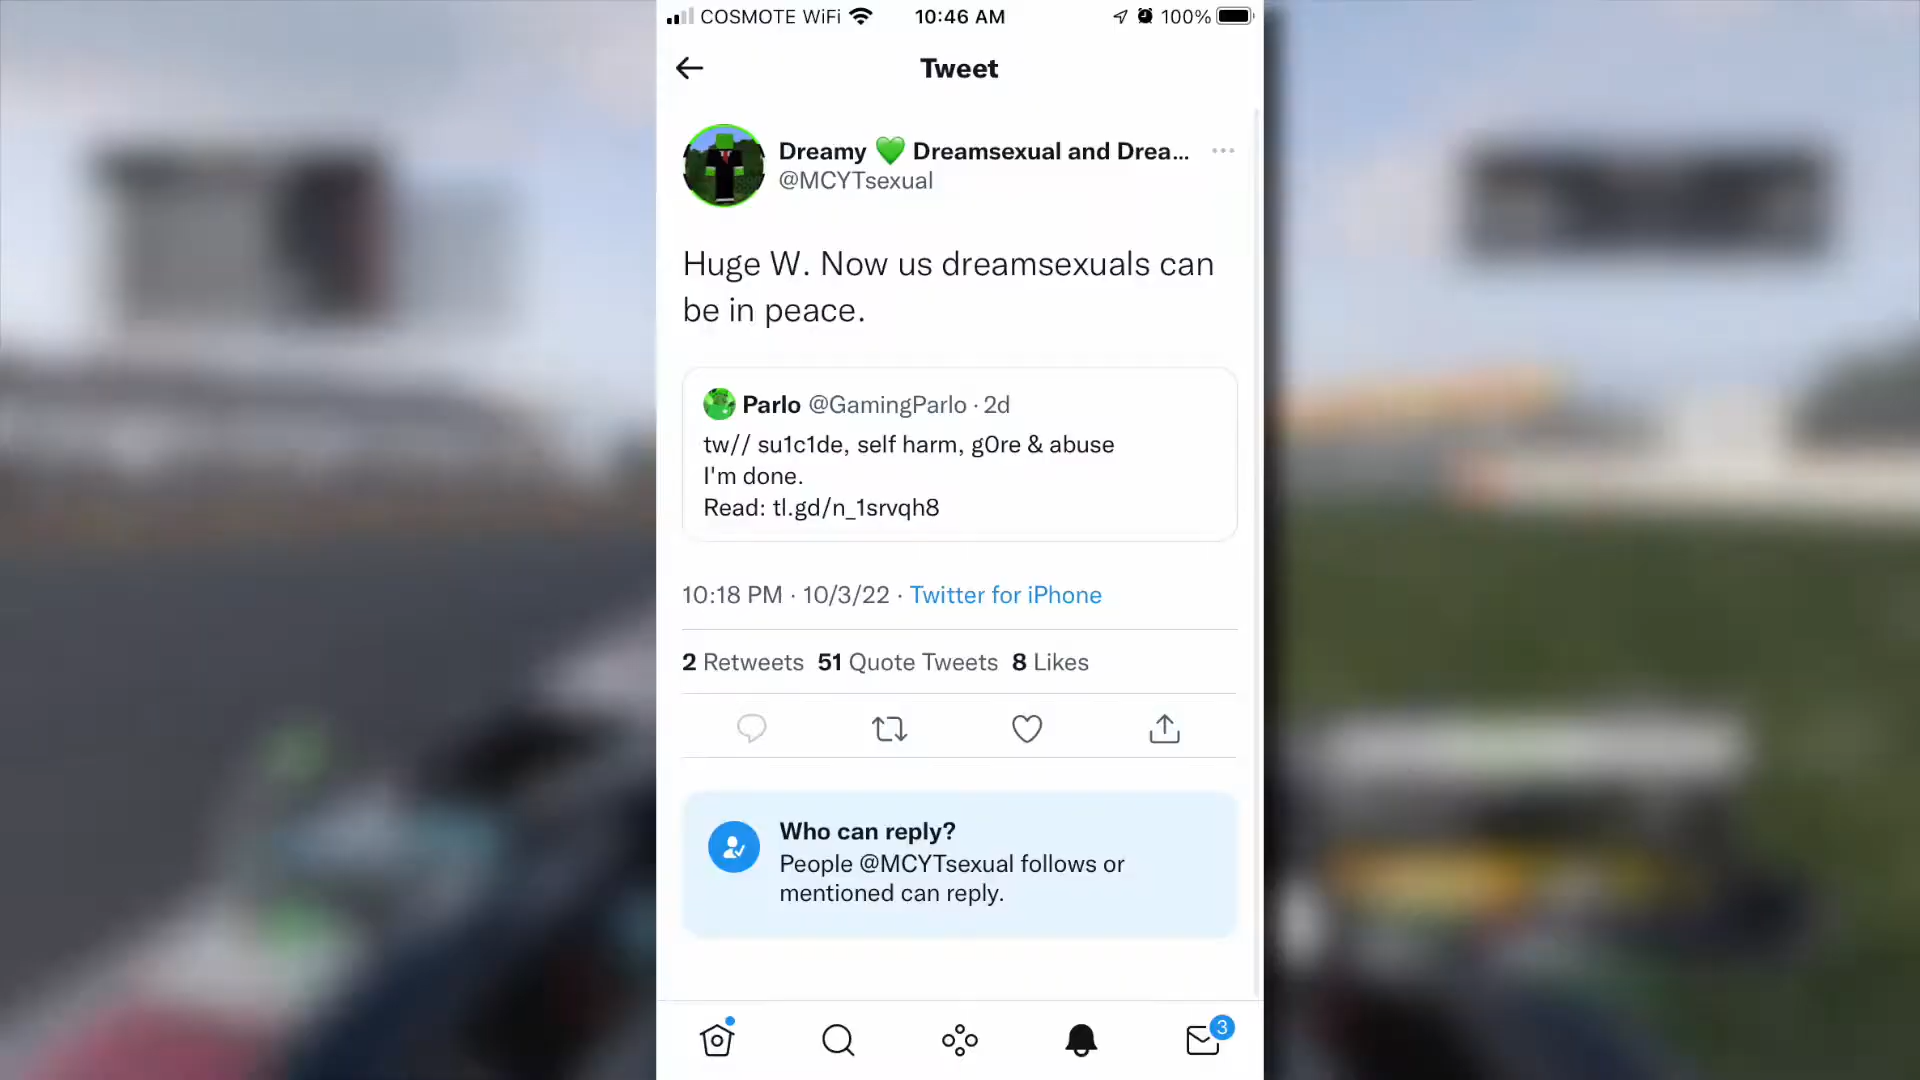 COSMOTE WiFi 10:46 AM 100%
Tweet
Dreamy 💚 Dreamsexual and Drea...
@MCYTsexual
Huge W. Now us dreamsexuals can
be in peace.
Parlo @GamingParlo · 2d
tw// su1c1de, self harm, g0re & abuse
I'm done.
Read: tl.gd/n_1srvqh8
10:18 PM · 10/3/22 · Twitter for iPhone
2 Retweets 51 Quote Tweets 8 Likes
Who can reply?
People @MCYTsexual follows or
mentioned can reply.
3